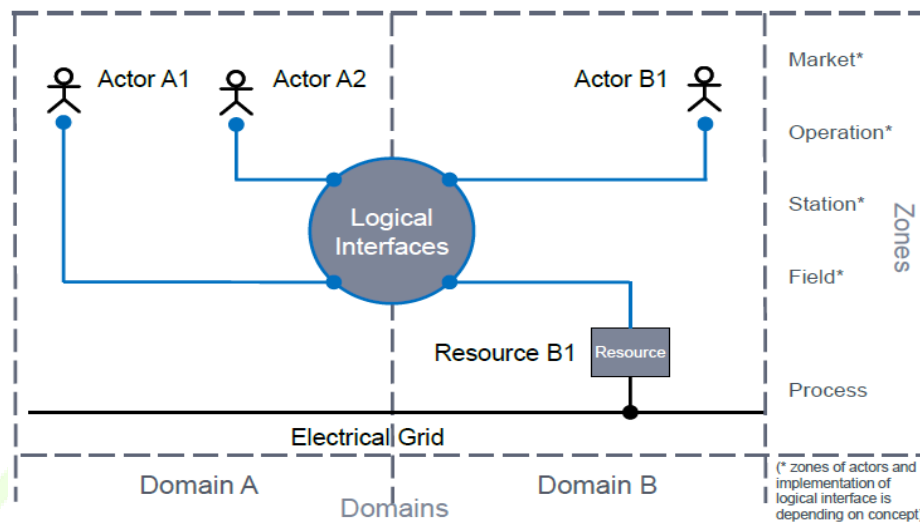 Actor A1
Actor A2
Actor B1
Market*
Operation*
Station*
Field*
Process
Zones
Logical
Interfaces
Resource B1
Resource
Electrical Grid
Domain A
Domain B
Domains
(* zones of actors and
implementation of
logical interface is
depending on concept